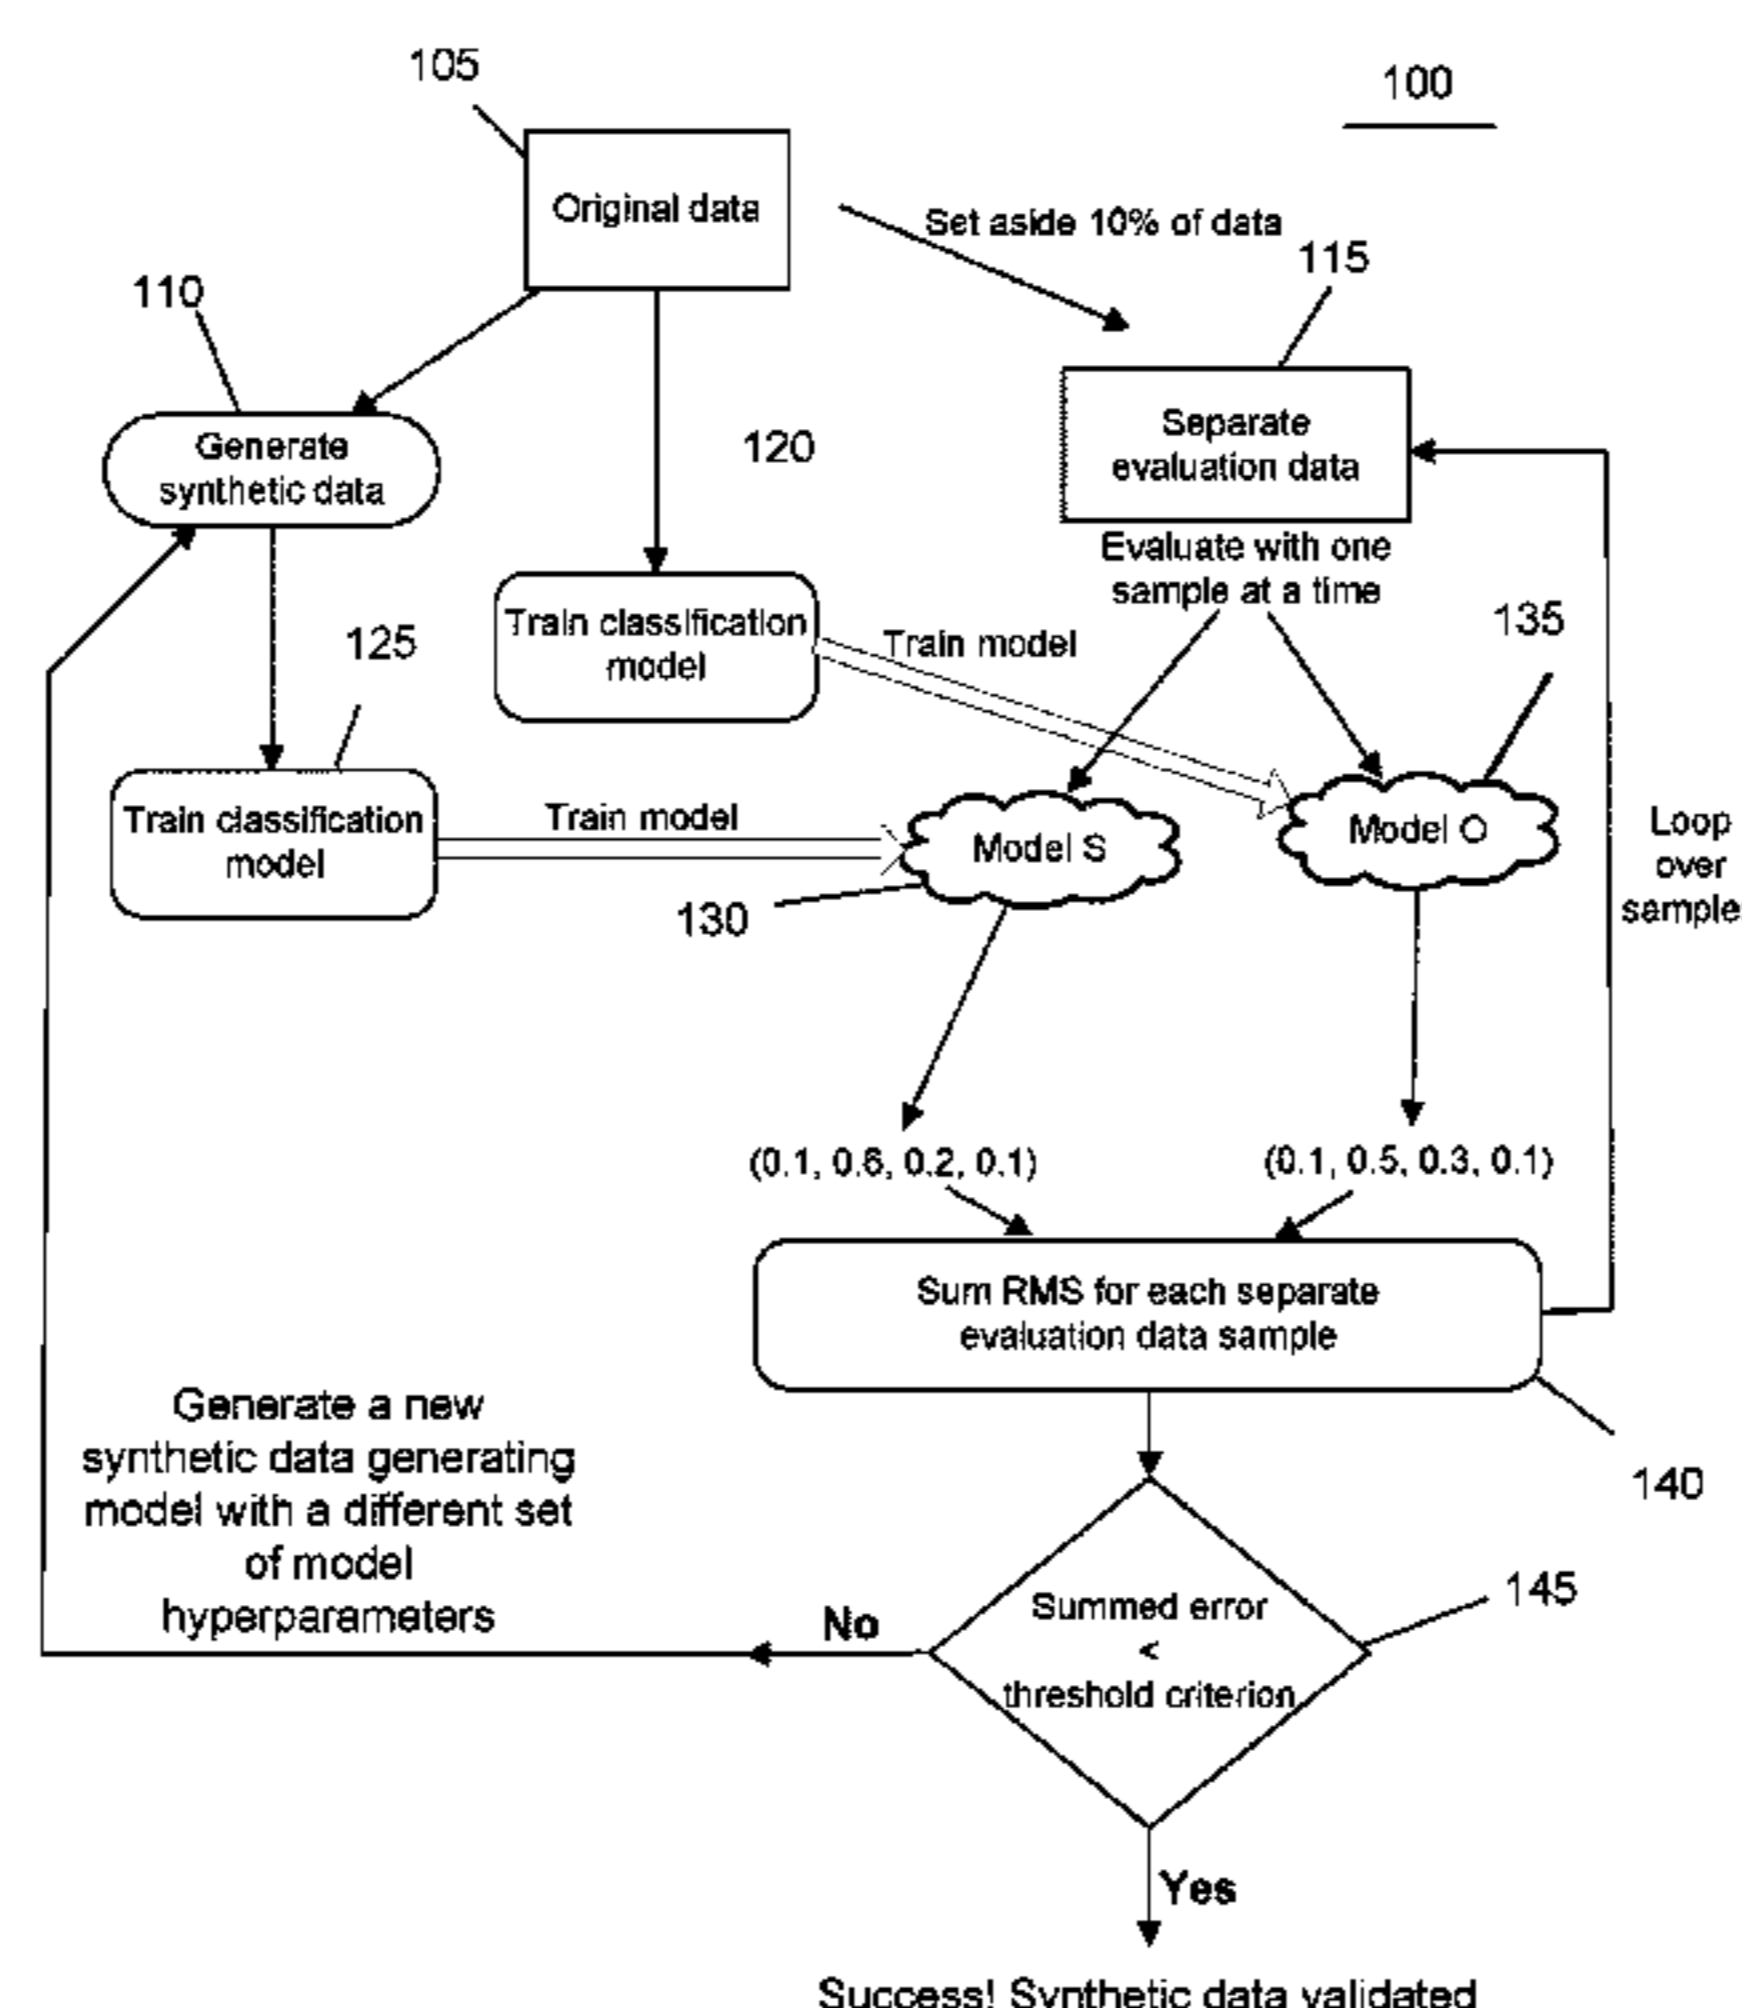 105
100
Original data
Set aside 10% of data
115
110
Generate
synthetic data
120
Separate
evaluation data
Evaluate with one
sample at a time
135
125
Train classification
model
Train model
Train classification
model
Train model
Model S
Model O
130
Loop
over
sample
(0.1, 0.6, 0.2, 0.1)
(0.1, 0.5, 0.3, 0.1)
Sum RMS for each separate
evaluation data sample
140
Generate a new
synthetic data generating
model with a different set
of model
hyperparameters
No
Summed error
<
threshold criterion
145
Yes
Success! Synthetic data validated